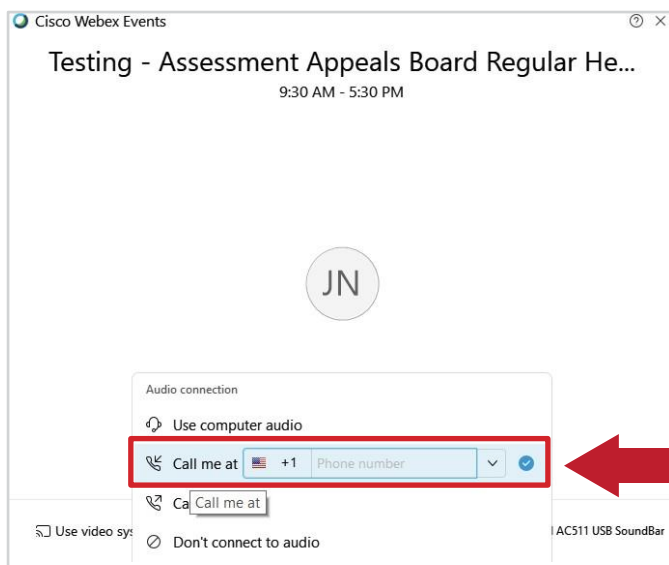 Cisco Webex Events
Testing - Assessment Appeals Board Regular He...
9:30 AM - 5:30 PM
JN
Audio connection
Use computer audio
Call me at +1 Phone number
Ca Call me at
Use video sys AC511 USB SoundBar
Don't connect to audio